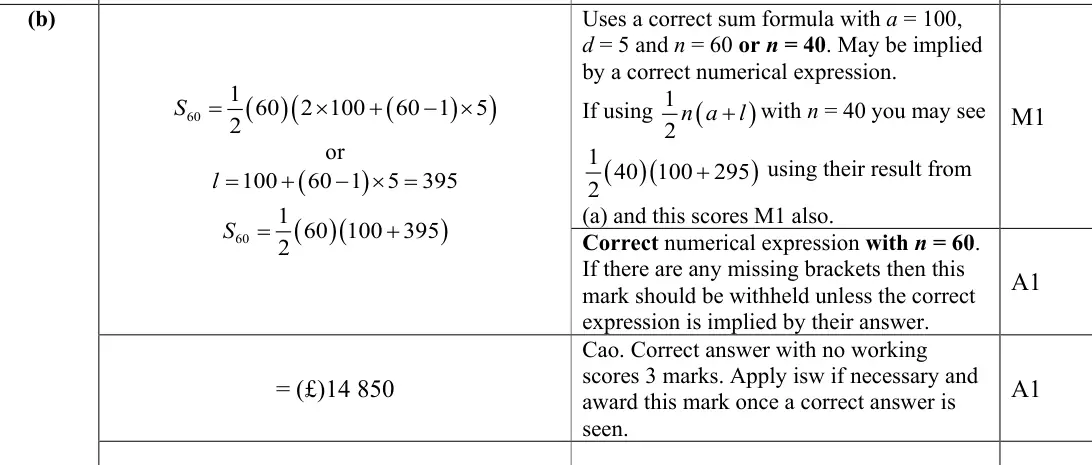 (b)
S₆₀ = 1/2 (60)(2×100+(60−1)×5)
or
l = 100+(60−1)×5 = 395
S₆₀ = 1/2 (60)(100+395)
Uses a correct sum formula with a = 100,
d = 5 and n = 60 or n = 40. May be implied
by a correct numerical expression.
If using 1/2 n(a+l) with n = 40 you may see
1/2 (40)(100+295) using their result from
(a) and this scores M1 also.
M1
Correct numerical expression with n = 60.
If there are any missing brackets then this
mark should be withheld unless the correct
expression is implied by their answer.
A1
= (£)14 850
Cao. Correct answer with no working
scores 3 marks. Apply isw if necessary and
award this mark once a correct answer is
seen.
A1